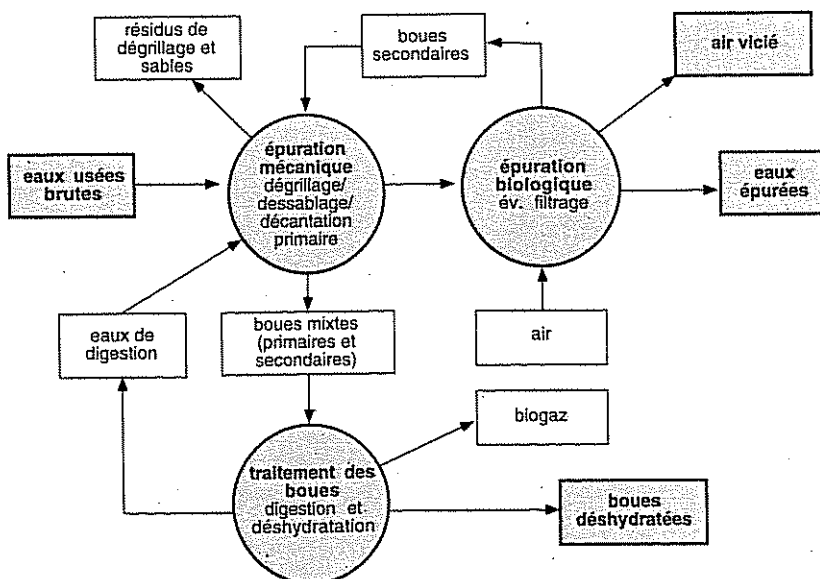 résidus de
dégrillage et
sables
boues
secondaires
air vicié
eaux usées
brutes
épuration
mécanique
dégrillage/
dessablage/
décantation
primaire
épuration
biologique
év. filtrage
eaux
épurées
eaux de
digestion
boues mixtes
(primaires et
secondaires)
air
biogaz
traitement des
boues
digestion et
déshydratation
boues
déshydratées